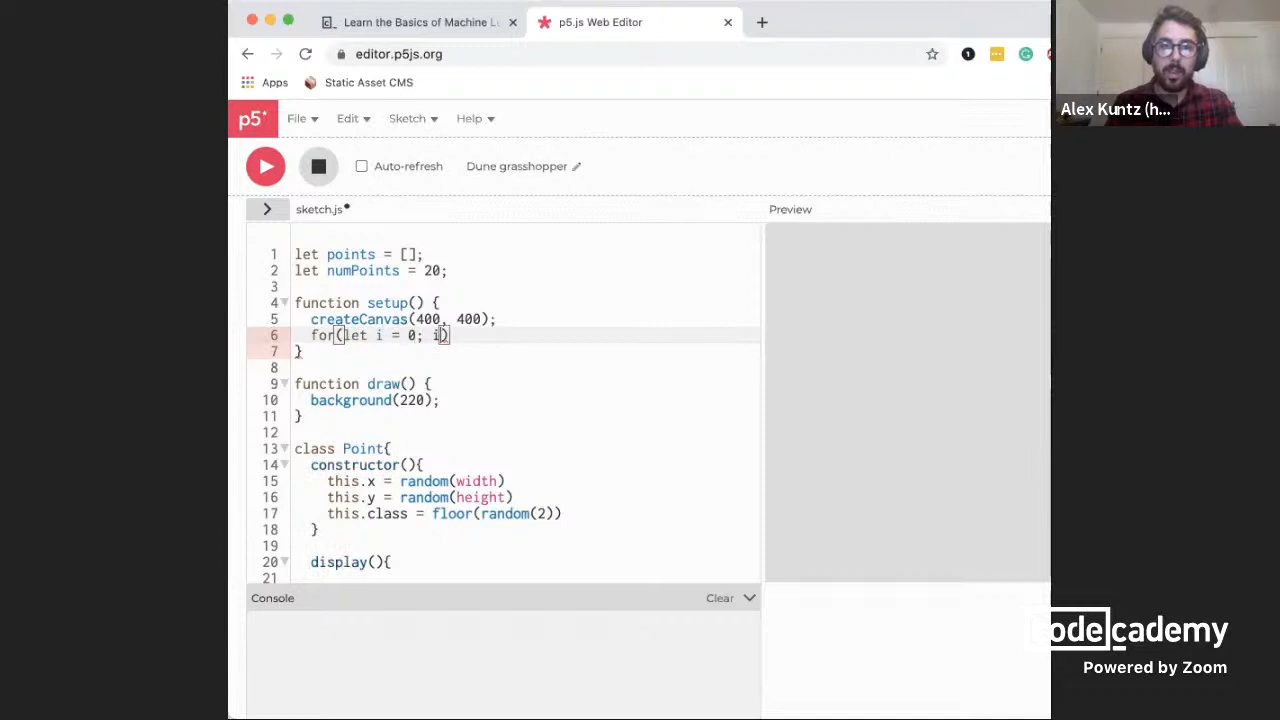 Learn the Basics of Machine L
p5.js Web Editor
editor.p5js.org
Apps
Static Asset CMS
p5*
File
Edit
Sketch
Help
Auto-refresh
Dune grasshopper
sketch.js
Preview
1 let points = [];
2 let numPoints = 20;
3
4 function setup() {
5 createCanvas(400, 400);
6 for(let i = 0; i)
7 }
8
9 function draw() {
10 background(220);
11 }
12
13 class Point{
14 constructor(){
15 this.x = random(width)
16 this.y = random(height)
17 this.class = floor(random(2))
18 }
19
20 display(){
21
Console
Clear
Alex Kuntz (h...
codecademy
Powered by Zoom